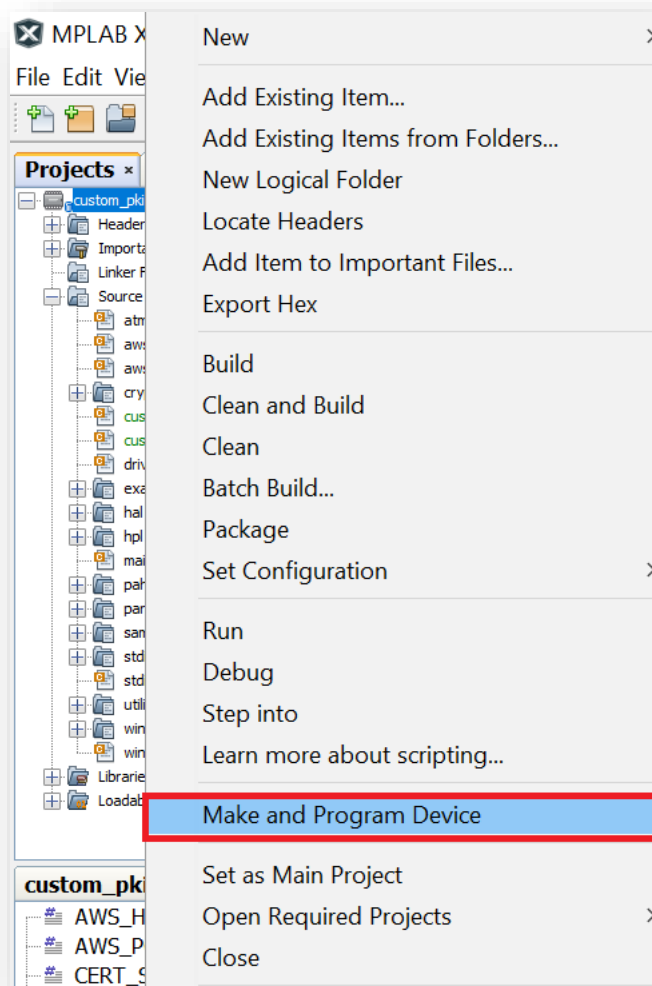 MPLAB X
File Edit Vie
Projects ×
custom_pki
Header
Importa
Linker F
Source
atm
aws
aws
cry
cus
cus
driv
exa
hal
hpl
mai
pah
par
sam
std
std
utili
win
win
Librarie
Loadab
custom_pki
AWS_H
AWS_P
CERT_S
New
Add Existing Item...
Add Existing Items from Folders...
New Logical Folder
Locate Headers
Add Item to Important Files...
Export Hex
Build
Clean and Build
Clean
Batch Build...
Package
Set Configuration
Run
Debug
Step into
Learn more about scripting...
Make and Program Device
Set as Main Project
Open Required Projects
Close